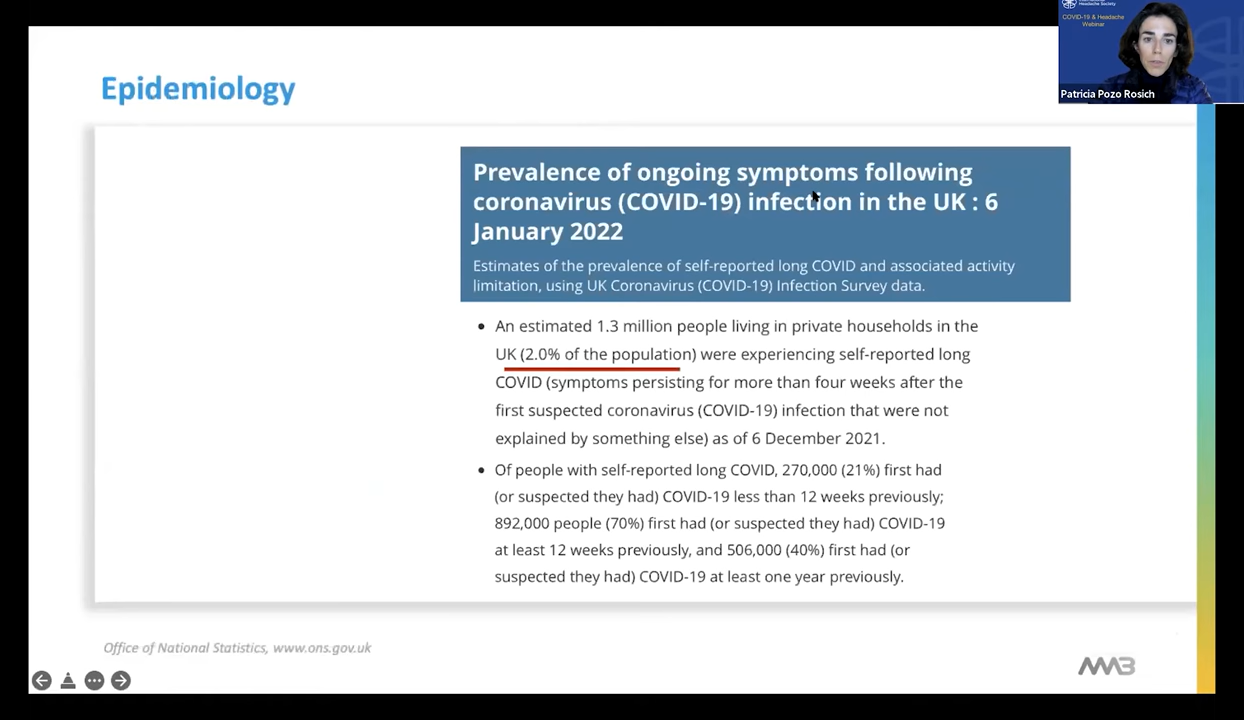 Headache Society
COVID-19 & Headache
Webinar
Patricia Pozo Rosich
Epidemiology
Prevalence of ongoing symptoms following
coronavirus (COVID-19) infection in the UK : 6
January 2022
Estimates of the prevalence of self-reported long COVID and associated activity
limitation, using UK Coronavirus (COVID-19) Infection Survey data.
• An estimated 1.3 million people living in private households in the
UK (2.0% of the population) were experiencing self-reported long
COVID (symptoms persisting for more than four weeks after the
first suspected coronavirus (COVID-19) infection that were not
explained by something else) as of 6 December 2021.
• Of people with self-reported long COVID, 270,000 (21%) first had
(or suspected they had) COVID-19 less than 12 weeks previously;
892,000 people (70%) first had (or suspected they had) COVID-19
at least 12 weeks previously, and 506,000 (40%) first had (or
suspected they had) COVID-19 at least one year previously.
Office of National Statistics, www.ons.gov.uk